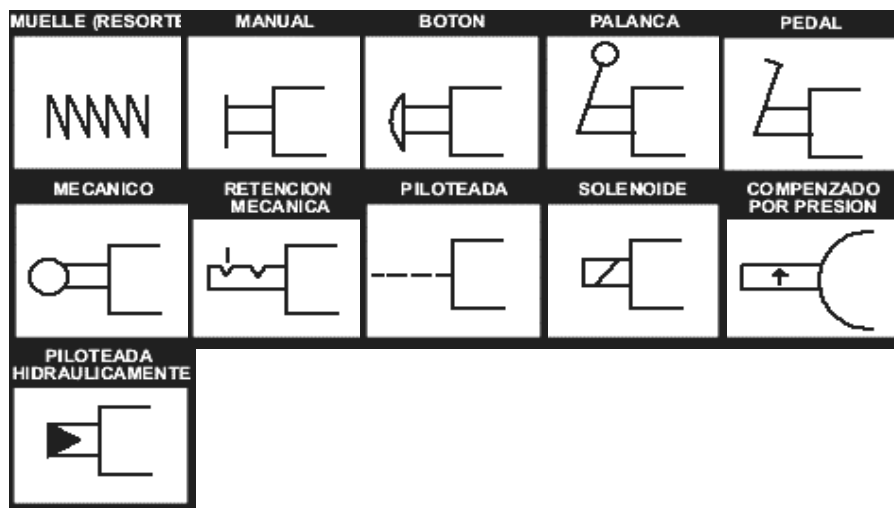 MUELLE (RESORTE
MANUAL
BOTON
PALANCA
PEDAL
MECANICO
RETENCION
MECANICA
PILOTEADA
SOLENOIDE
COMPENZADO
POR PRESION
PILOTEADA
HIDRAULICAMENTE